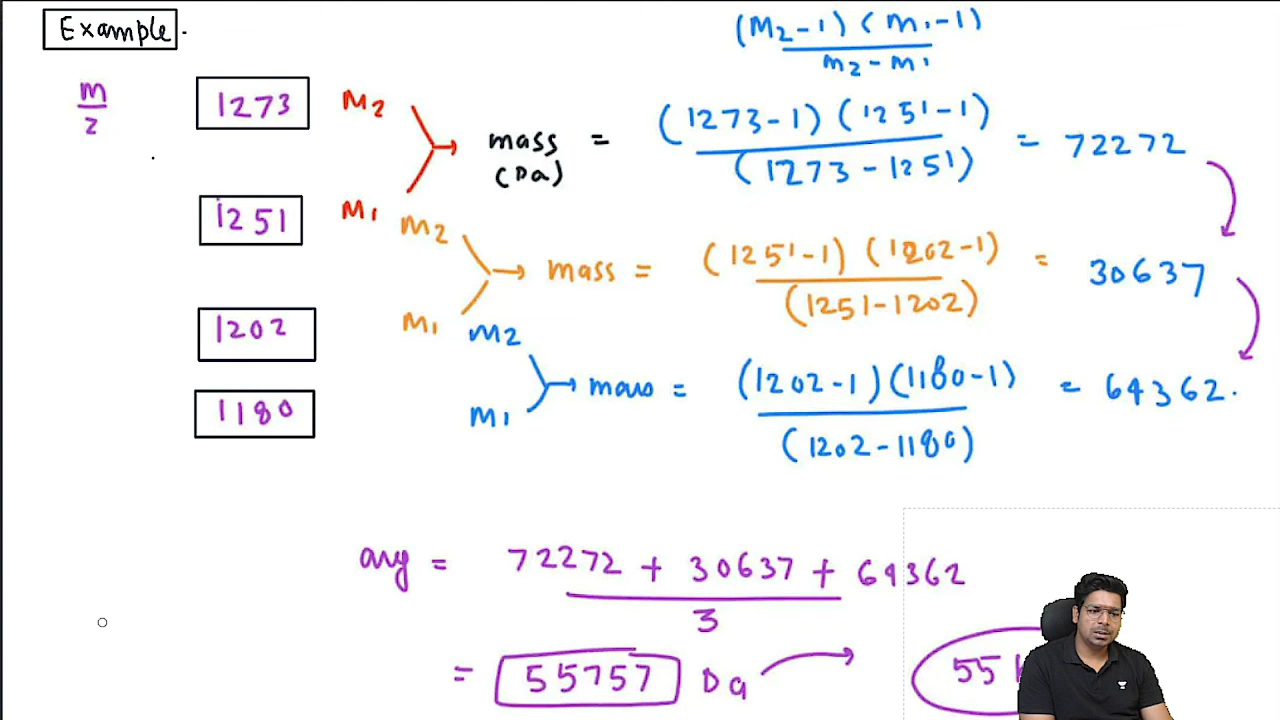 Example.
(M2-1) (m1-1)
m2-m1
m
z
1273
M2
mass
(Da)
=
(1273-1) (1251-1)
(1273-1251)
= 72272
1251
M1
M2
mass =
(1251-1) (1202-1)
(1251-1202)
= 30637
1202
M1
M2
mass =
(1202-1) (1180-1)
(1202-1180)
= 64362.
1180
M1
avg = 72272 + 30637 + 64362
3
= 55757 Da
55